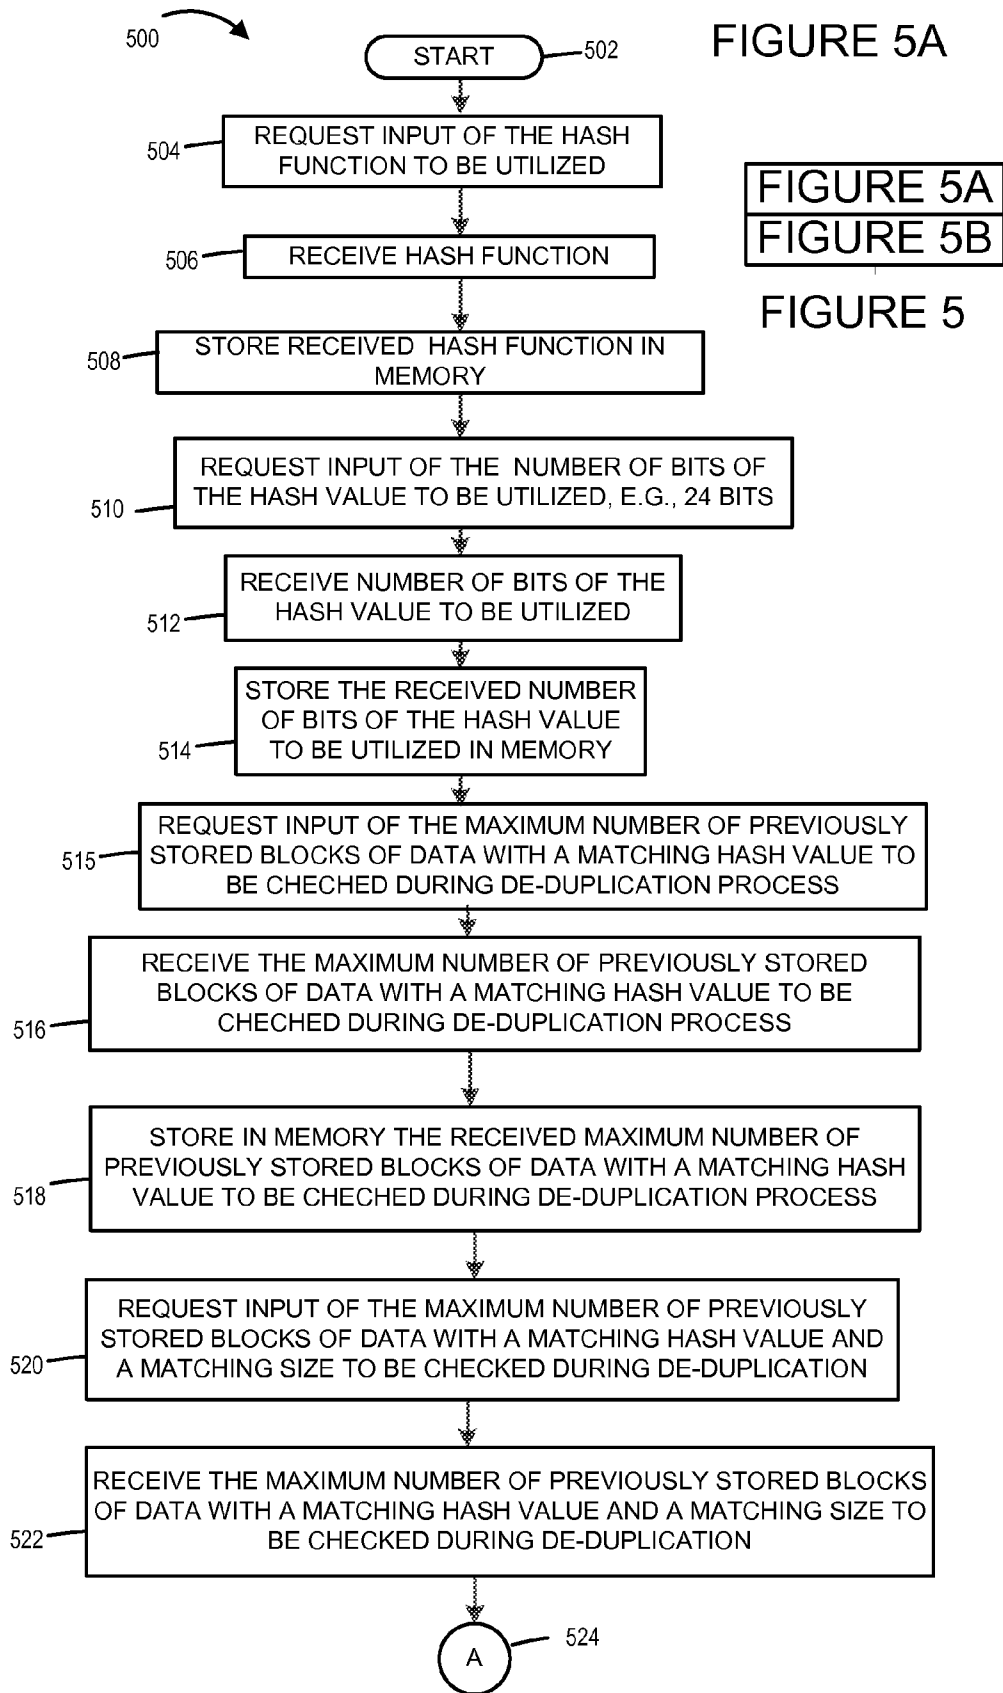 500
START
502
FIGURE 5A
504
REQUEST INPUT OF THE HASH
FUNCTION TO BE UTILIZED
FIGURE 5A
FIGURE 5B
FIGURE 5
506
RECEIVE HASH FUNCTION
508
STORE RECEIVED HASH FUNCTION IN
MEMORY
510
REQUEST INPUT OF THE NUMBER OF BITS OF
THE HASH VALUE TO BE UTILIZED, E.G., 24 BITS
512
RECEIVE NUMBER OF BITS OF THE
HASH VALUE TO BE UTILIZED
514
STORE THE RECEIVED NUMBER
OF BITS OF THE HASH VALUE
TO BE UTILIZED IN MEMORY
515
REQUEST INPUT OF THE MAXIMUM NUMBER OF PREVIOUSLY
STORED BLOCKS OF DATA WITH A MATCHING HASH VALUE TO
BE CHECHED DURING DE-DUPLICATION PROCESS
516
RECEIVE THE MAXIMUM NUMBER OF PREVIOUSLY STORED
BLOCKS OF DATA WITH A MATCHING HASH VALUE TO BE
CHECHED DURING DE-DUPLICATION PROCESS
518
STORE IN MEMORY THE RECEIVED MAXIMUM NUMBER OF
PREVIOUSLY STORED BLOCKS OF DATA WITH A MATCHING HASH
VALUE TO BE CHECHED DURING DE-DUPLICATION PROCESS
520
REQUEST INPUT OF THE MAXIMUM NUMBER OF PREVIOUSLY
STORED BLOCKS OF DATA WITH A MATCHING HASH VALUE AND
A MATCHING SIZE TO BE CHECKED DURING DE-DUPLICATION
522
RECEIVE THE MAXIMUM NUMBER OF PREVIOUSLY STORED BLOCKS
OF DATA WITH A MATCHING HASH VALUE AND A MATCHING SIZE TO
BE CHECKED DURING DE-DUPLICATION
A
524